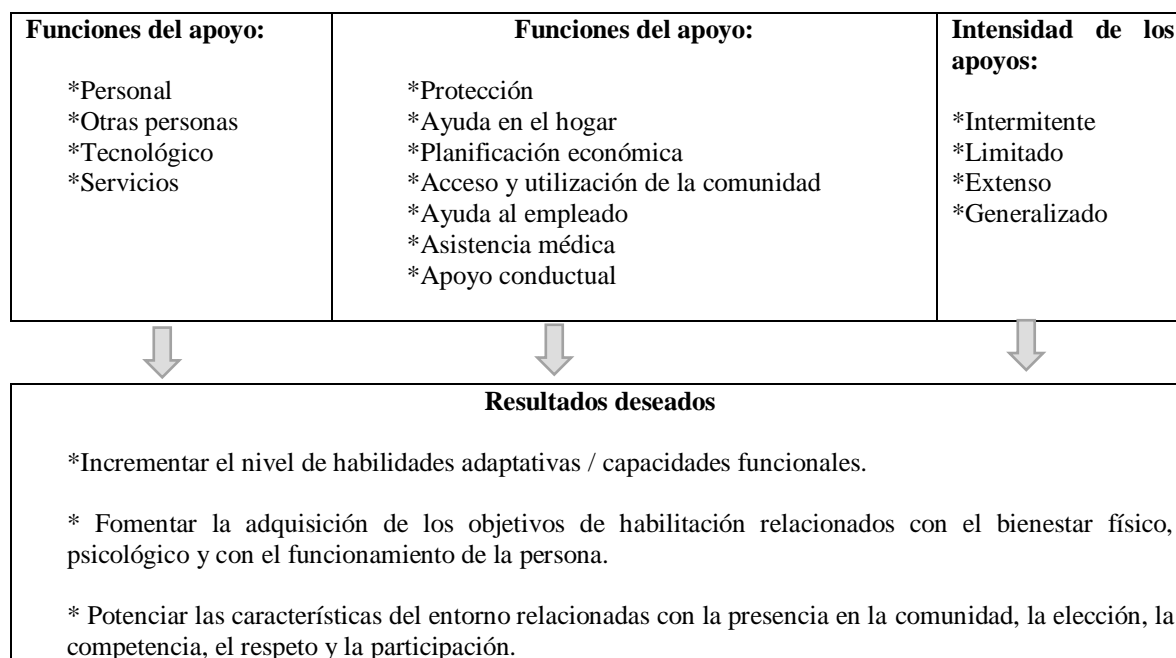 Funciones del apoyo:
*Personal
*Otras personas
*Tecnológico
*Servicios
Funciones del apoyo:
*Protección
*Ayuda en el hogar
*Planificación económica
*Acceso y utilización de la comunidad
*Ayuda al empleado
*Asistencia médica
*Apoyo conductual
Intensidad de los
apoyos:
*Intermitente
*Limitado
*Extenso
*Generalizado
Resultados deseados
*Incrementar el nivel de habilidades adaptativas / capacidades funcionales.
* Fomentar la adquisición de los objetivos de habilitación relacionados con el bienestar físico,
psicológico y con el funcionamiento de la persona.
* Potenciar las características del entorno relacionadas con la presencia en la comunidad, la elección, la
competencia, el respeto y la participación.